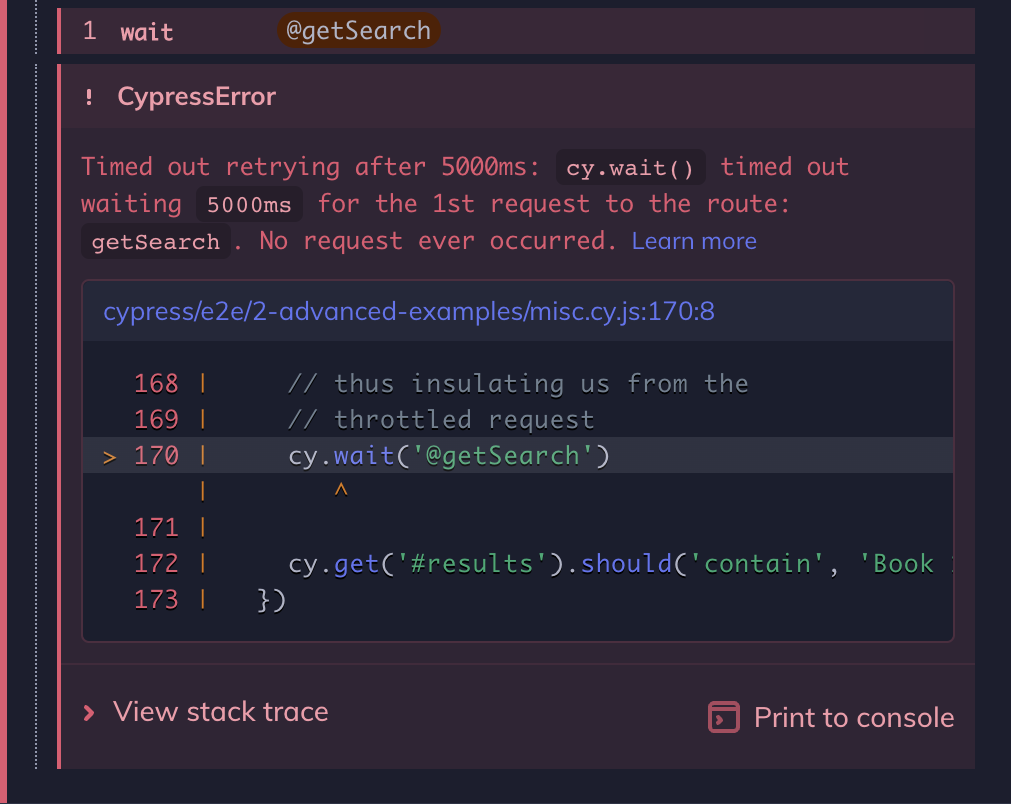 1 wait @getSearch
! CypressError
Timed out retrying after 5000ms: cy.wait() timed out
waiting 5000ms for the 1st request to the route:
getSearch. No request ever occurred. Learn more
cypress/e2e/2-advanced-examples/misc.cy.js:170:8
168 | // thus insulating us from the
169 | // throttled request
> 170 | cy.wait('@getSearch')
| ^
171 |
172 | cy.get('#results').should('contain', 'Book
173 | })
> View stack trace
Print to console